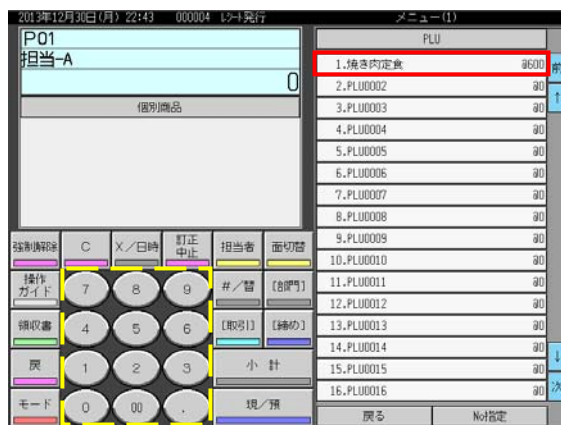 2013年12月30日(月) 22:43 000004 レシート発行 メニュー(1)
P01
担当-A
0
個別商品
PLU
1.焼き肉定食 @600
2.PLU0002 @0
3.PLU0003 @0
4.PLU0004 @0
5.PLU0005 @0
6.PLU0006 @0
7.PLU0007 @0
8.PLU0008 @0
9.PLU0009 @0
10.PLU0010 @0
11.PLU0011 @0
12.PLU0012 @0
13.PLU0013 @0
14.PLU0014 @0
15.PLU0015 @0
16.PLU0016 @0
戻る No指定
前
↑
↓
次
強制解除 C X/日時 訂正 担当者 面切替
中止
操作 7 8 9 #/替 [部門]
ガイド
領収書 4 5 6 [取引] [締め]
戻 1 2 3 小 計
モード 0 00 . 現/預